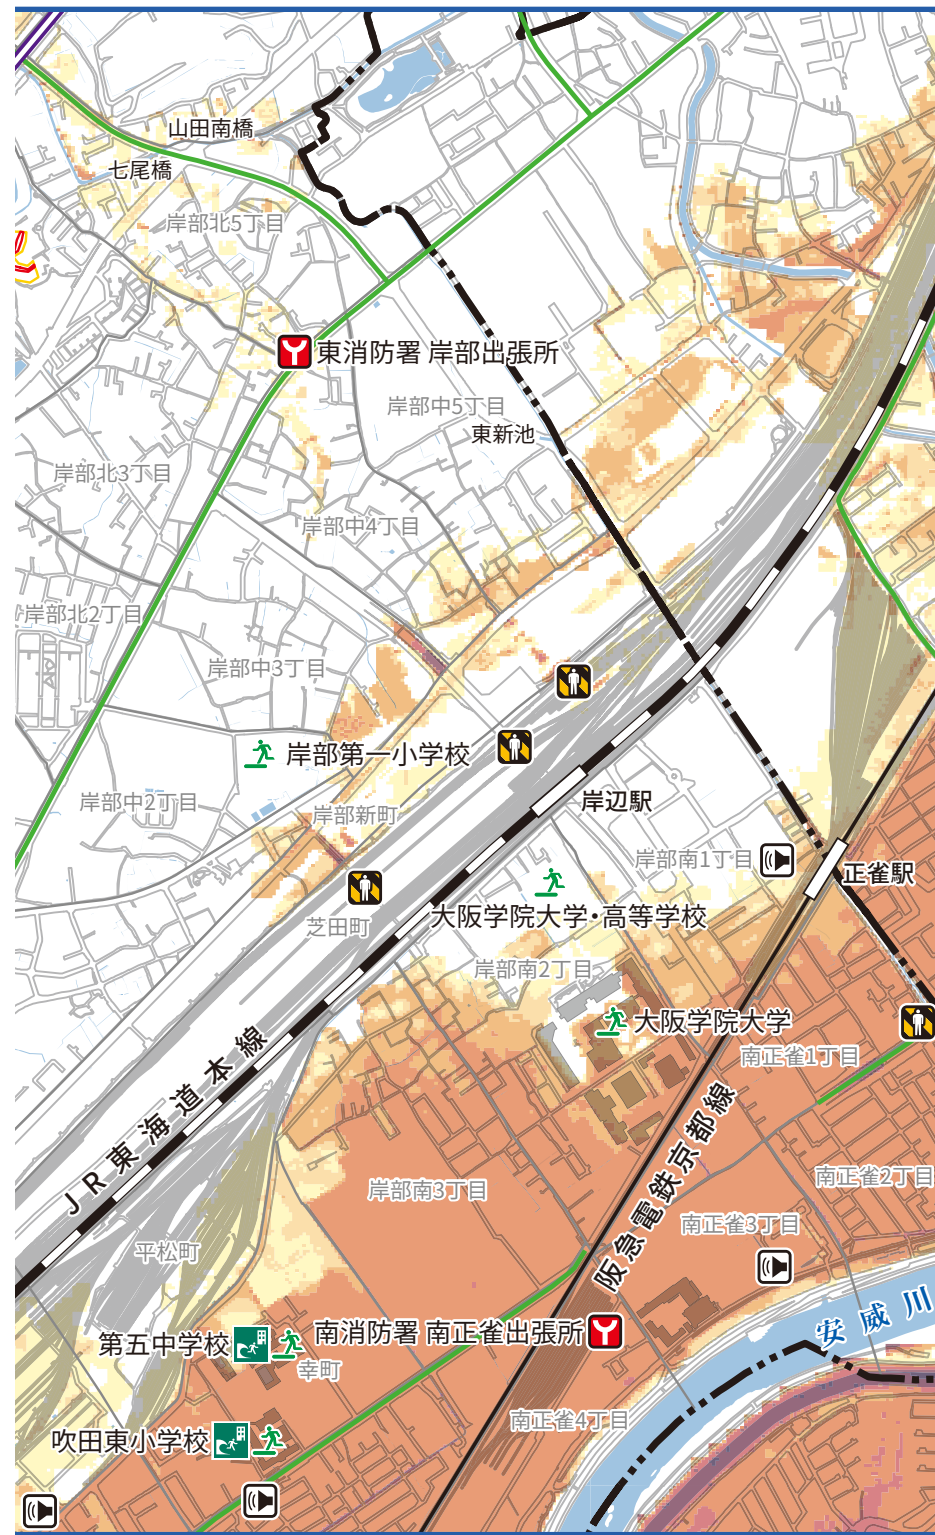 山田南橋
七尾橋
岸部北5丁目
東消防署 岸部出張所
岸部中5丁目
東新池
岸部北3丁目
岸部中4丁目
岸部北2丁目
岸部中3丁目
岸部第一小学校
岸辺駅
岸部中2丁目
岸部新町
岸部南1丁目
正雀駅
大阪学院大学・高等学校
芝田町
岸部南2丁目
大阪学院大学
南正雀1丁目
JR東海道本線
阪急電鉄京都線
岸部南3丁目
南正雀2丁目
南正雀3丁目
平松町
安威川
第五中学校
南消防署 南正雀出張所
幸町
南正雀4丁目
吹田東小学校